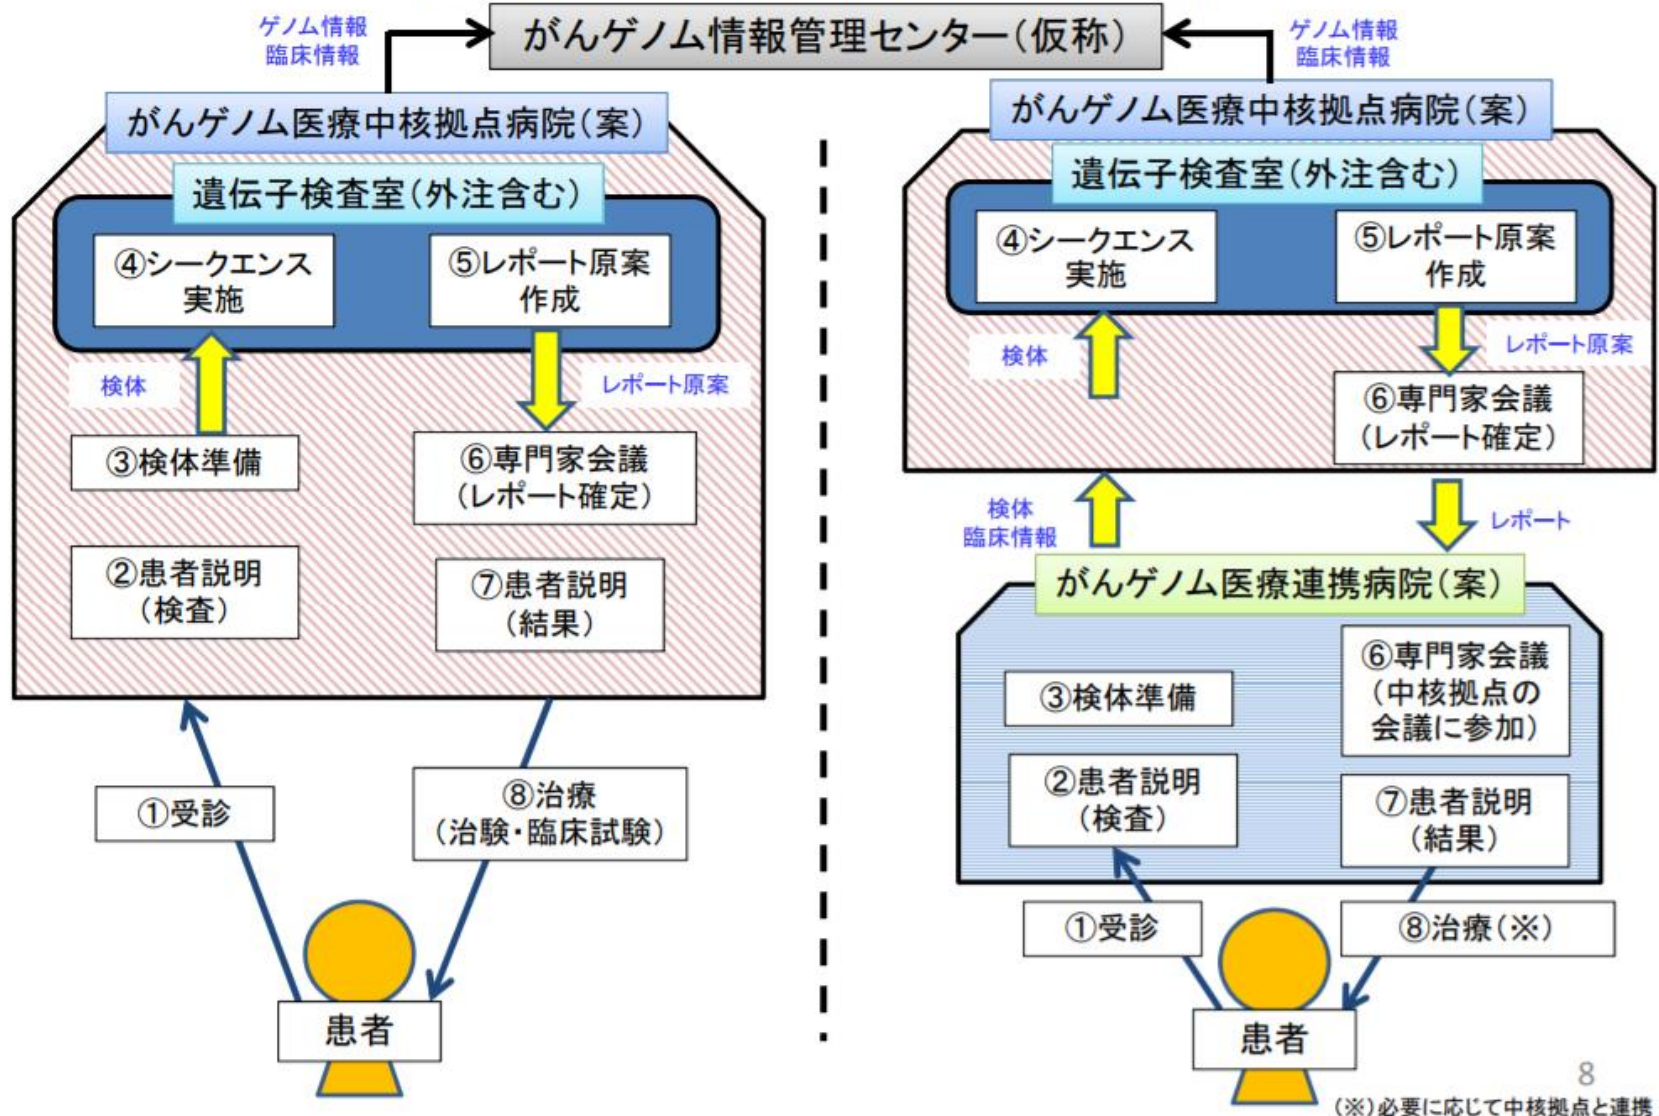 がんゲノム情報管理センター(仮称)
ゲノム情報
臨床情報
がんゲノム医療中核拠点病院(案)
遺伝子検査室(外注含む)
④シークエンス
実施
⑤レポート原案
作成
検体
レポート原案
③検体準備
⑥専門家会議
(レポート確定)
②患者説明
(検査)
⑦患者説明
(結果)
①受診
⑧治療
(治験・臨床試験)
患者
ゲノム情報
臨床情報
がんゲノム医療中核拠点病院(案)
遺伝子検査室(外注含む)
④シークエンス
実施
⑤レポート原案
作成
検体
レポート原案
⑥専門家会議
(レポート確定)
検体
臨床情報
レポート
がんゲノム医療連携病院(案)
③検体準備
⑥専門家会議
(中核拠点の
会議に参加)
②患者説明
(検査)
⑦患者説明
(結果)
①受診
⑧治療(※)
患者
8
(※)必要に応じて中核拠点と連携